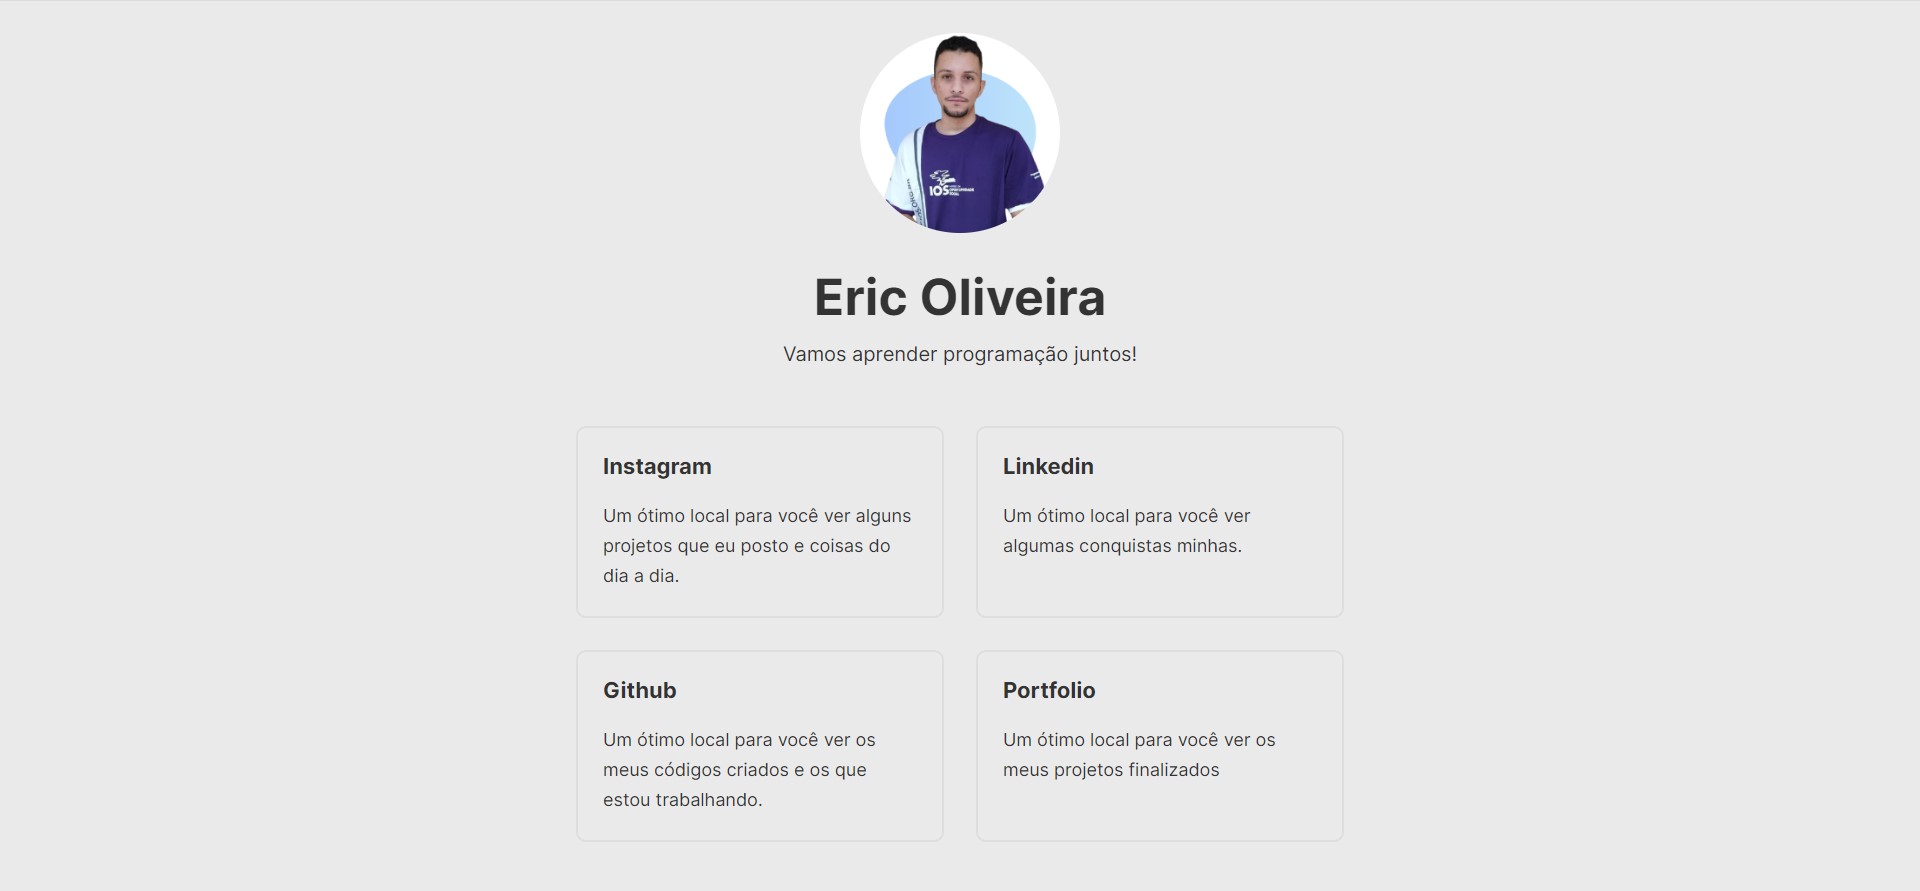 IOS
Eric Oliveira
Vamos aprender programação juntos!
Instagram
Um ótimo local para você ver alguns
projetos que eu posto e coisas do
dia a dia.
Linkedin
Um ótimo local para você ver
algumas conquistas minhas.
Github
Um ótimo local para você ver os
meus códigos criados e os que
estou trabalhando.
Portfolio
Um ótimo local para você ver os
meus projetos finalizados